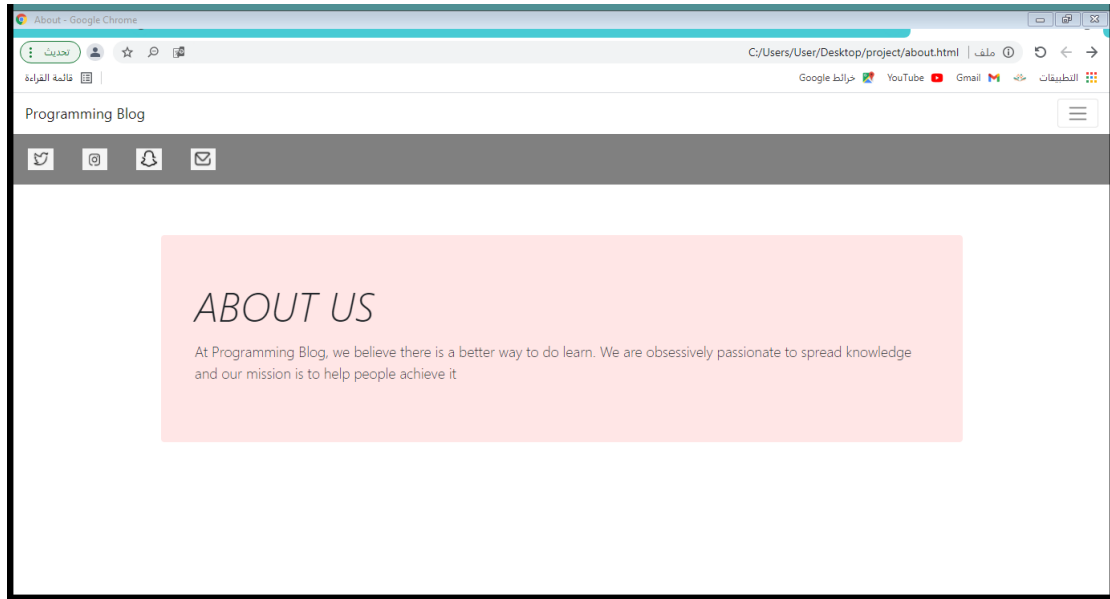 About - Google Chrome
تحديث
C:/Users/User/Desktop/project/about.html | ملف
قائمة القراءة
التطبيقات Gmail YouTube خرائط Google
Programming Blog
ABOUT US
At Programming Blog, we believe there is a better way to do learn. We are obsessively passionate to spread knowledge
and our mission is to help people achieve it